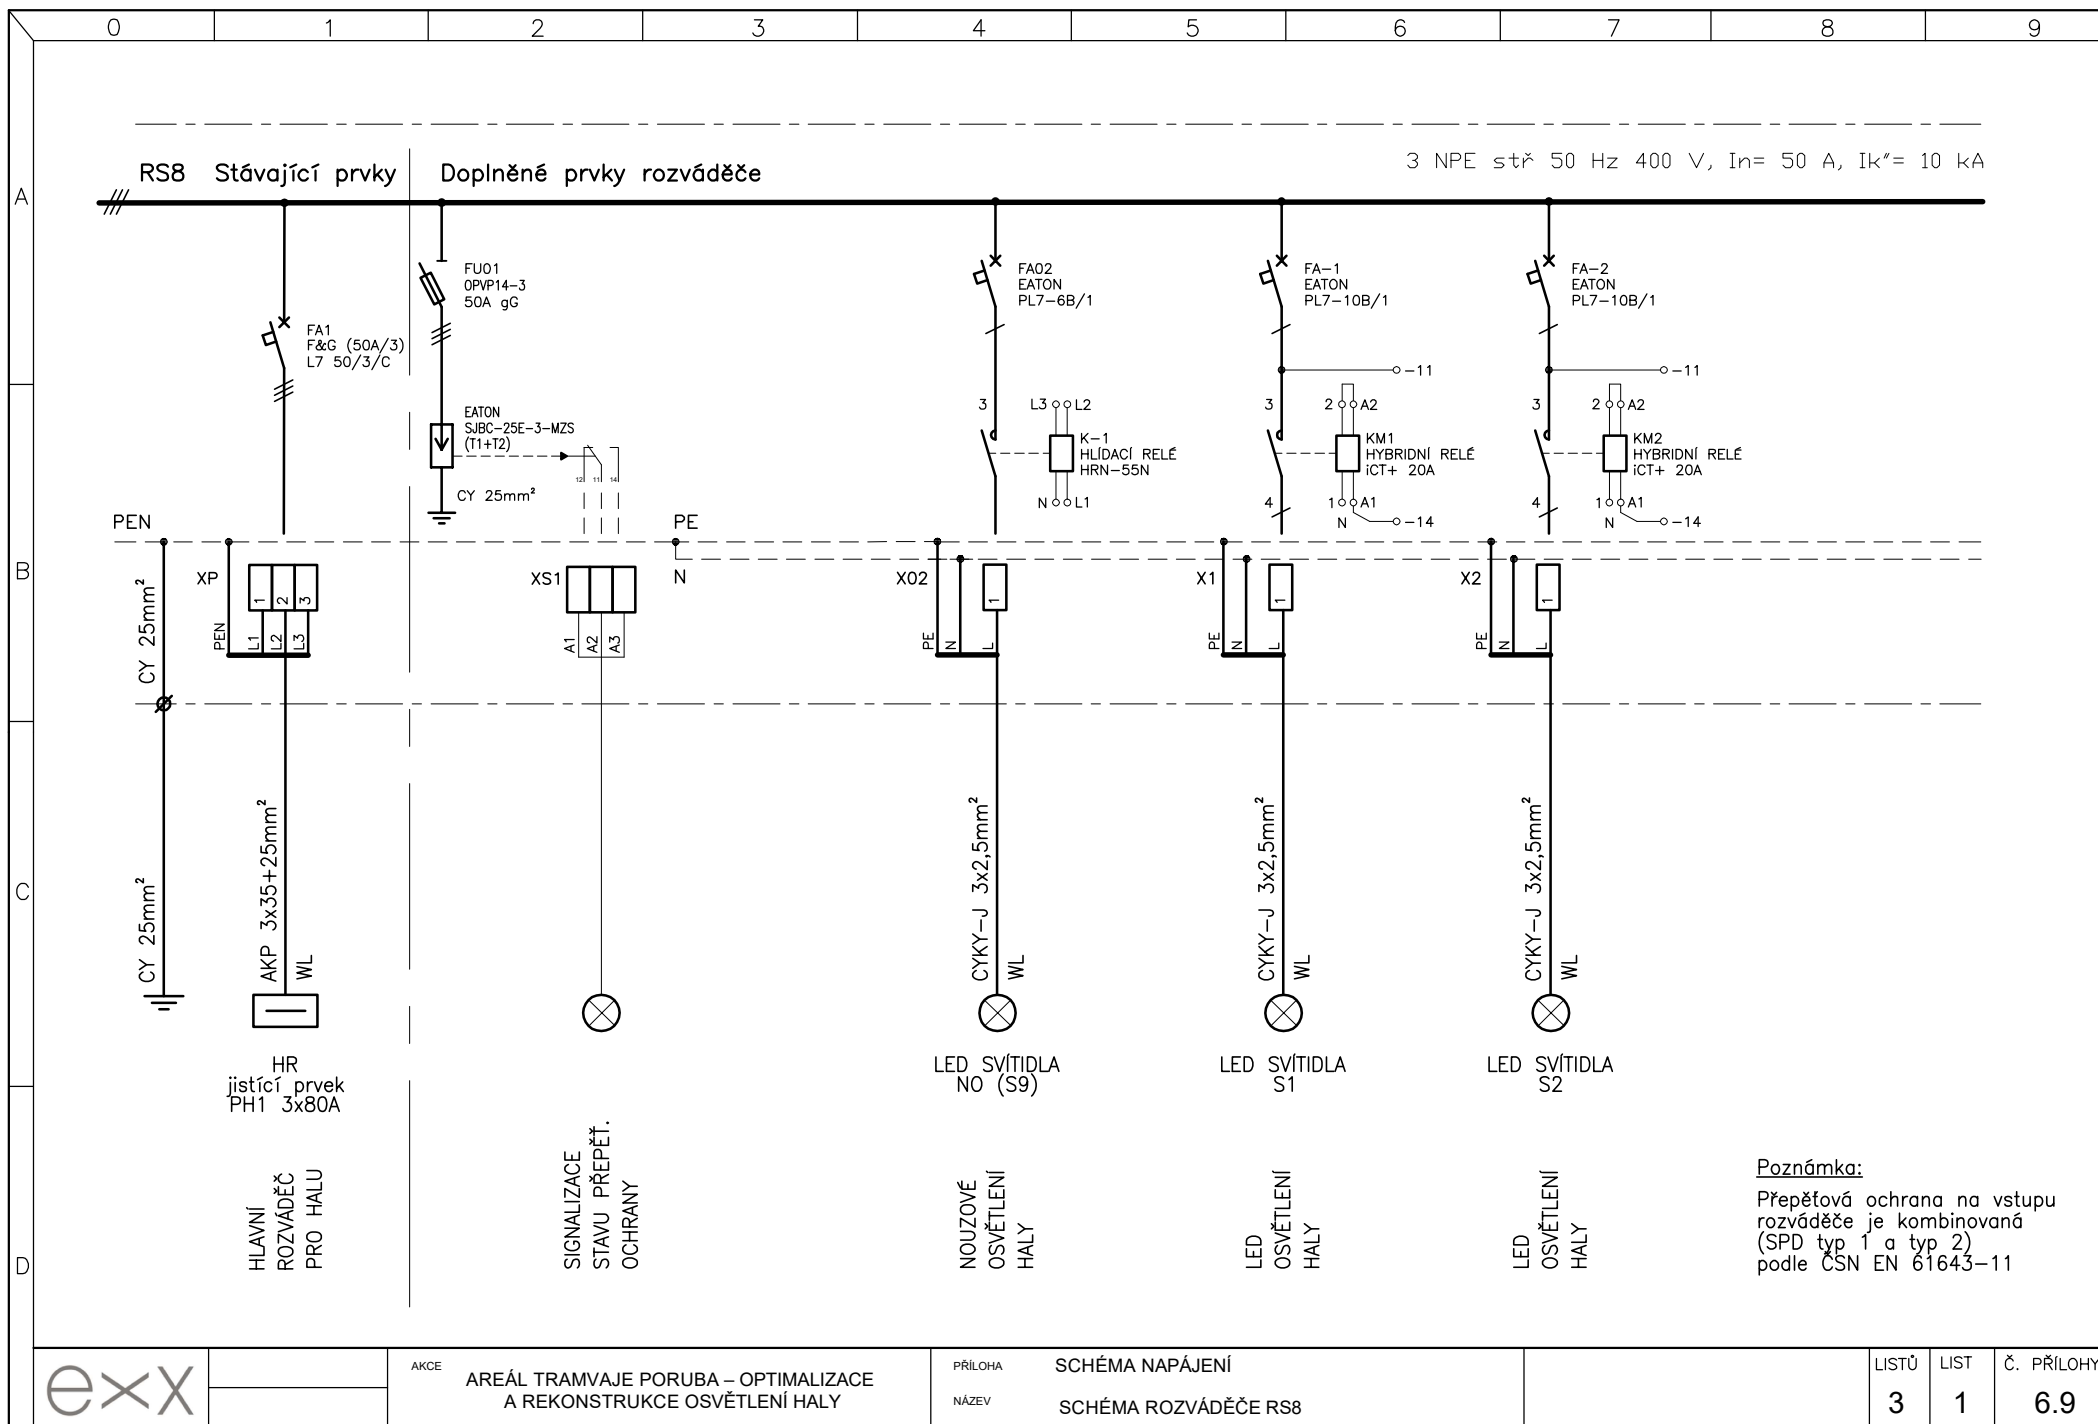 0 1 2 3 4 5 6 7 8 9
A
B
C
D
RS8 Stávající prvky
Doplněné prvky rozváděče
3 NPE stř 50 Hz 400 V, In= 50 A, Ik"= 10 kA
FA1
F&G (50A/3)
L7 50/3/C
FU01
OPVP14-3
50A gG
EATON
SJBC-25E-3-MZS
(T1+T2)
CY 25mm²
12 11 14
FA02
EATON
PL7-6B/1
3
L3 L2
K-1
HLÍDACÍ RELÉ
HRN-55N
N L1
FA-1
EATON
PL7-10B/1
-11
3
2 A2
KM1
HYBRIDNÍ RELÉ
iCT+ 20A
4
1 A1
N -14
FA-2
EATON
PL7-10B/1
-11
3
2 A2
KM2
HYBRIDNÍ RELÉ
iCT+ 20A
4
1 A1
N -14
PEN
PE
N
CY 25mm²
XP
1 2 3
PEN L1 L2 L3
XS1
A1 A2 A3
X02
1
PE N L
X1
1
PE N L
X2
1
PE N L
CY 25mm²
AKP 3x35+25mm²
WL
CYKY-J 3x2,5mm²
WL
CYKY-J 3x2,5mm²
WL
CYKY-J 3x2,5mm²
WL
HR
jistící prvek
PH1 3x80A
LED SVÍTIDLA
NO (S9)
LED SVÍTIDLA
S1
LED SVÍTIDLA
S2
HLAVNÍ
ROZVÁDĚČ
PRO HALU
SIGNALIZACE
STAVU PŘEPĚŤ.
OCHRANY
NOUZOVÉ
OSVĚTLENÍ
HALY
LED
OSVĚTLENÍ
HALY
LED
OSVĚTLENÍ
HALY
Poznámka:
Přepěťová ochrana na vstupu
rozváděče je kombinovaná
(SPD typ 1 a typ 2)
podle ČSN EN 61643-11
exx
AKCE
AREÁL TRAMVAJE PORUBA – OPTIMALIZACE
A REKONSTRUKCE OSVĚTLENÍ HALY
PŘÍLOHA SCHÉMA NAPÁJENÍ
NÁZEV SCHÉMA ROZVÁDĚČE RS8
LISTŮ
3
LIST
1
Č. PŘÍLOHY
6.9